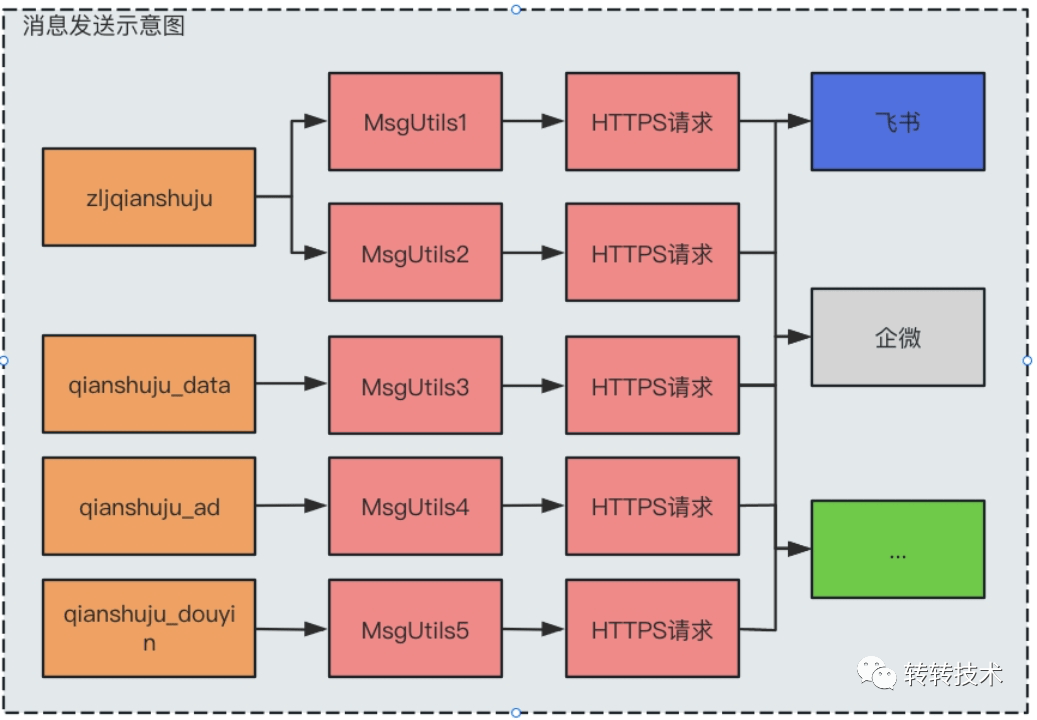 消息发送示意图
MsgUtils1
HTTPS请求
飞书
zljqianshuju
MsgUtils2
HTTPS请求
企微
qianshuju_data
MsgUtils3
HTTPS请求
qianshuju_ad
MsgUtils4
HTTPS请求
...
qianshuju_douyi
n
MsgUtils5
HTTPS请求
转转技术